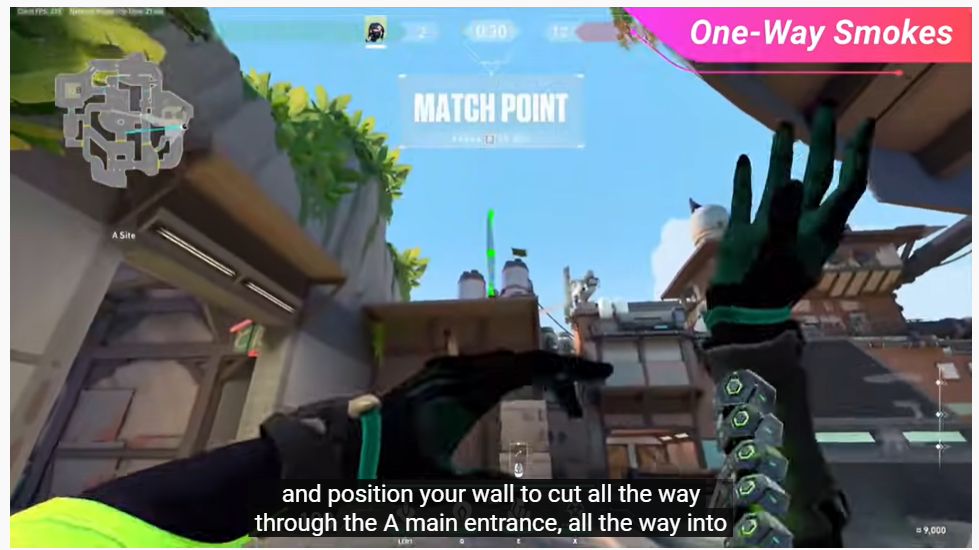 One-Way Smokes
2
0:30
12
MATCH POINT
A Site
and position your wall to cut all the way
through the A main entrance, all the way into
9,000